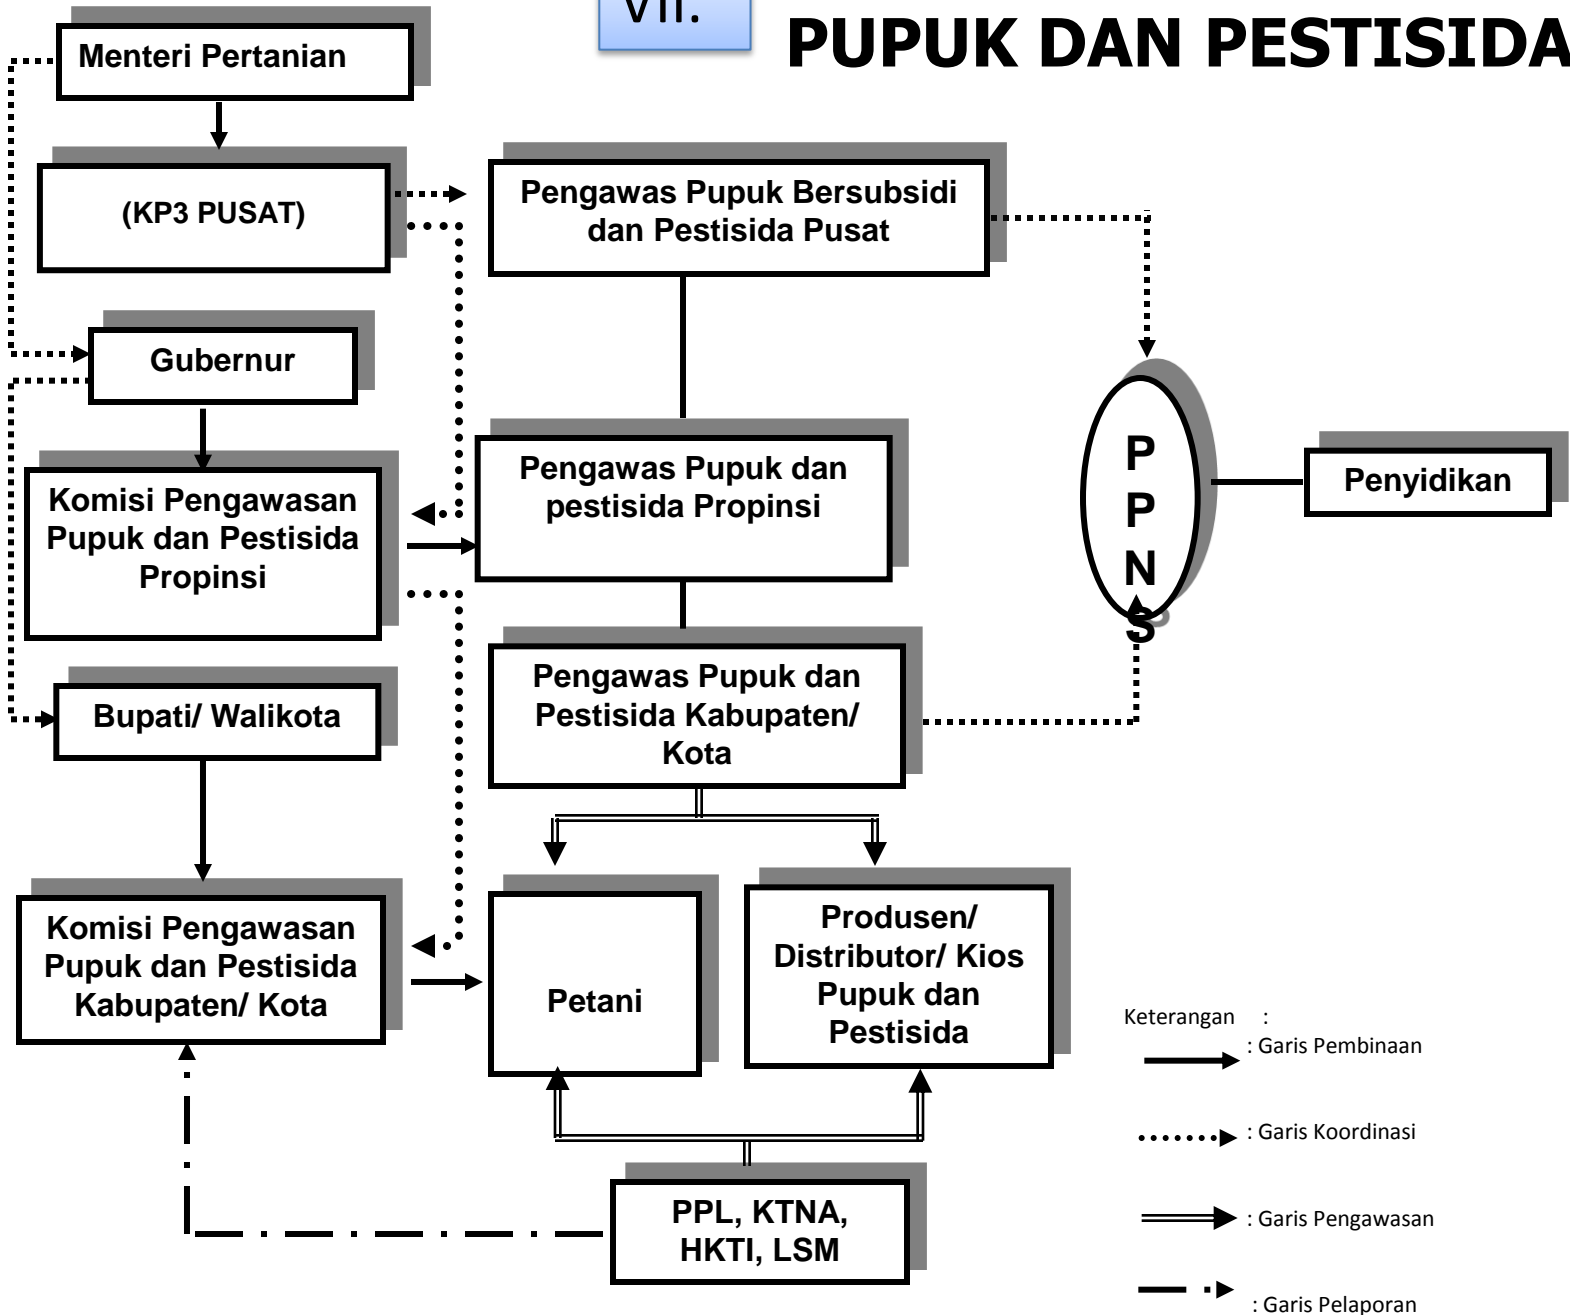 VII.
PUPUK DAN PESTISIDA
Menteri Pertanian
(KP3 PUSAT)
Pengawas Pupuk Bersubsidi
dan Pestisida Pusat
Gubernur
Komisi Pengawasan
Pupuk dan Pestisida
Propinsi
Pengawas Pupuk dan
pestisida Propinsi
P
P
N
S
Penyidikan
Bupati/ Walikota
Pengawas Pupuk dan
Pestisida Kabupaten/
Kota
Komisi Pengawasan
Pupuk dan Pestisida
Kabupaten/ Kota
Petani
Produsen/
Distributor/ Kios
Pupuk dan
Pestisida
PPL, KTNA,
HKTI, LSM
Keterangan :
: Garis Pembinaan
: Garis Koordinasi
: Garis Pengawasan
: Garis Pelaporan